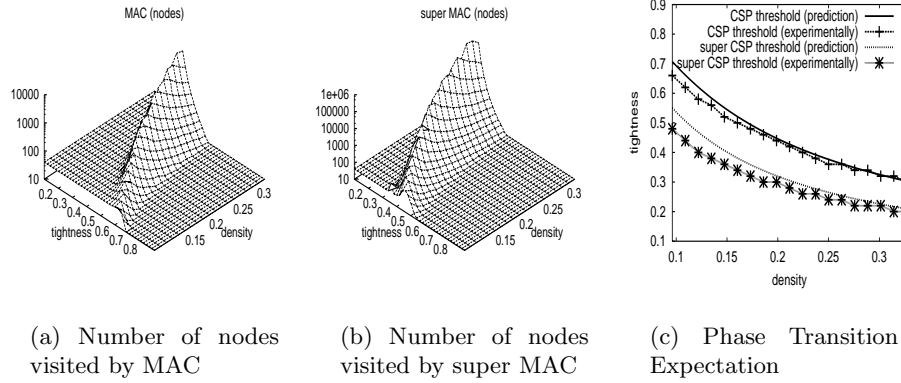 MAC (nodes)
10000
1000
100
10
0.2
0.3
0.4
0.5
0.6
0.7
0.8
tightness
0.15
0.2
0.25
0.3
density
super MAC (nodes)
1e+06
100000
10000
1000
100
10
0.2
0.3
0.4
0.5
0.6
0.7
0.8
tightness
0.15
0.2
0.25
0.3
density
CSP threshold (prediction)
CSP threshold (experimentally)
super CSP threshold (prediction)
super CSP threshold (experimentally)
0.9
0.8
0.7
0.6
0.5
0.4
0.3
0.2
0.1
tightness
0.1
0.15
0.2
0.25
0.3
density
(a) Number of nodes
visited by MAC
(b) Number of nodes
visited by super MAC
(c) Phase Transition
Expectation